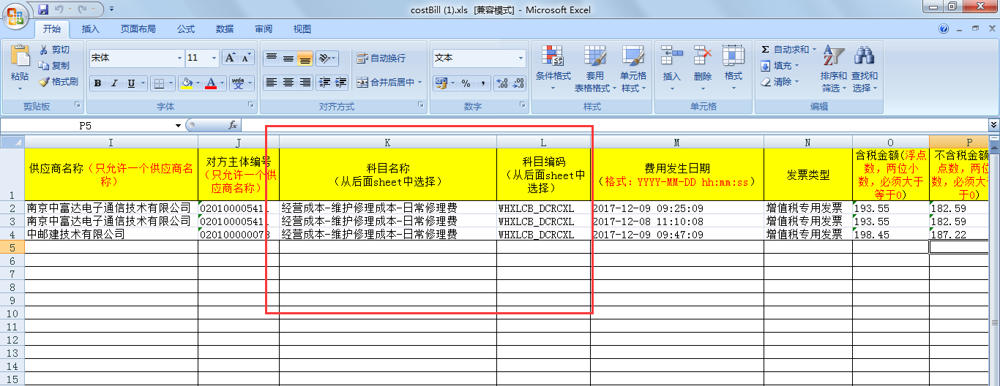 costBill (1).xls [兼容模式] - Microsoft Excel
开始 插入 页面布局 公式 数据 审阅 视图
粘贴 剪切 复制 格式刷
剪贴板
宋体 11 A A
B I U A wén 变
字体
自动换行
合并后居中
对齐方式
文本
% , .0 .00 .00 .0
数字
条件格式 套用表格格式 单元格样式
样式
插入 删除 格式
单元格
Σ 自动求和
填充
清除
排序和筛选 查找和选择
编辑
P5 fx
I J K L M N O P
1
供应商名称（只允许一个供应商名
称）
对方主体编号
（只允许一个供
应商名称）
科目名称
（从后面sheet中选择）
科目编码
（从后面sheet中
选择）
费用发生日期
（格式：YYYY-MM-DD hh:mm:ss）
发票类型
含税金额(浮点
数，两位小
数，必须大于
等于0)
不含税金额
点数，两位
数，必须大
于0)
2 南京中富达电子通信技术有限公司 020100005411 经营成本-维护修理成本-日常修理费 WHXLCB_DCRCXL 2017-12-09 09:25:09 增值税专用发票 193.55 182.59
3 南京中富达电子通信技术有限公司 020100005411 经营成本-维护修理成本-日常修理费 WHXLCB_DCRCXL 2017-12-08 11:10:08 增值税专用发票 193.55 182.59
4 中邮建技术有限公司 020100000073 经营成本-维护修理成本-日常修理费 WHXLCB_DCRCXL 2017-12-09 09:47:09 增值税专用发票 198.45 187.22
5
6
7
8
9
10
11
12
13
14
15